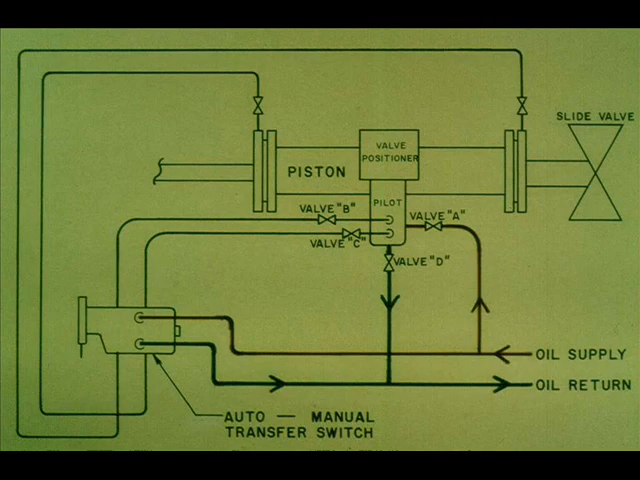 SLIDE VALVE
VALVE
POSITIONER
PISTON
PILOT
VALVE "B"
VALVE "A"
VALVE "C"
VALVE "D"
OIL SUPPLY
OIL RETURN
AUTO — MANUAL
TRANSFER SWITCH